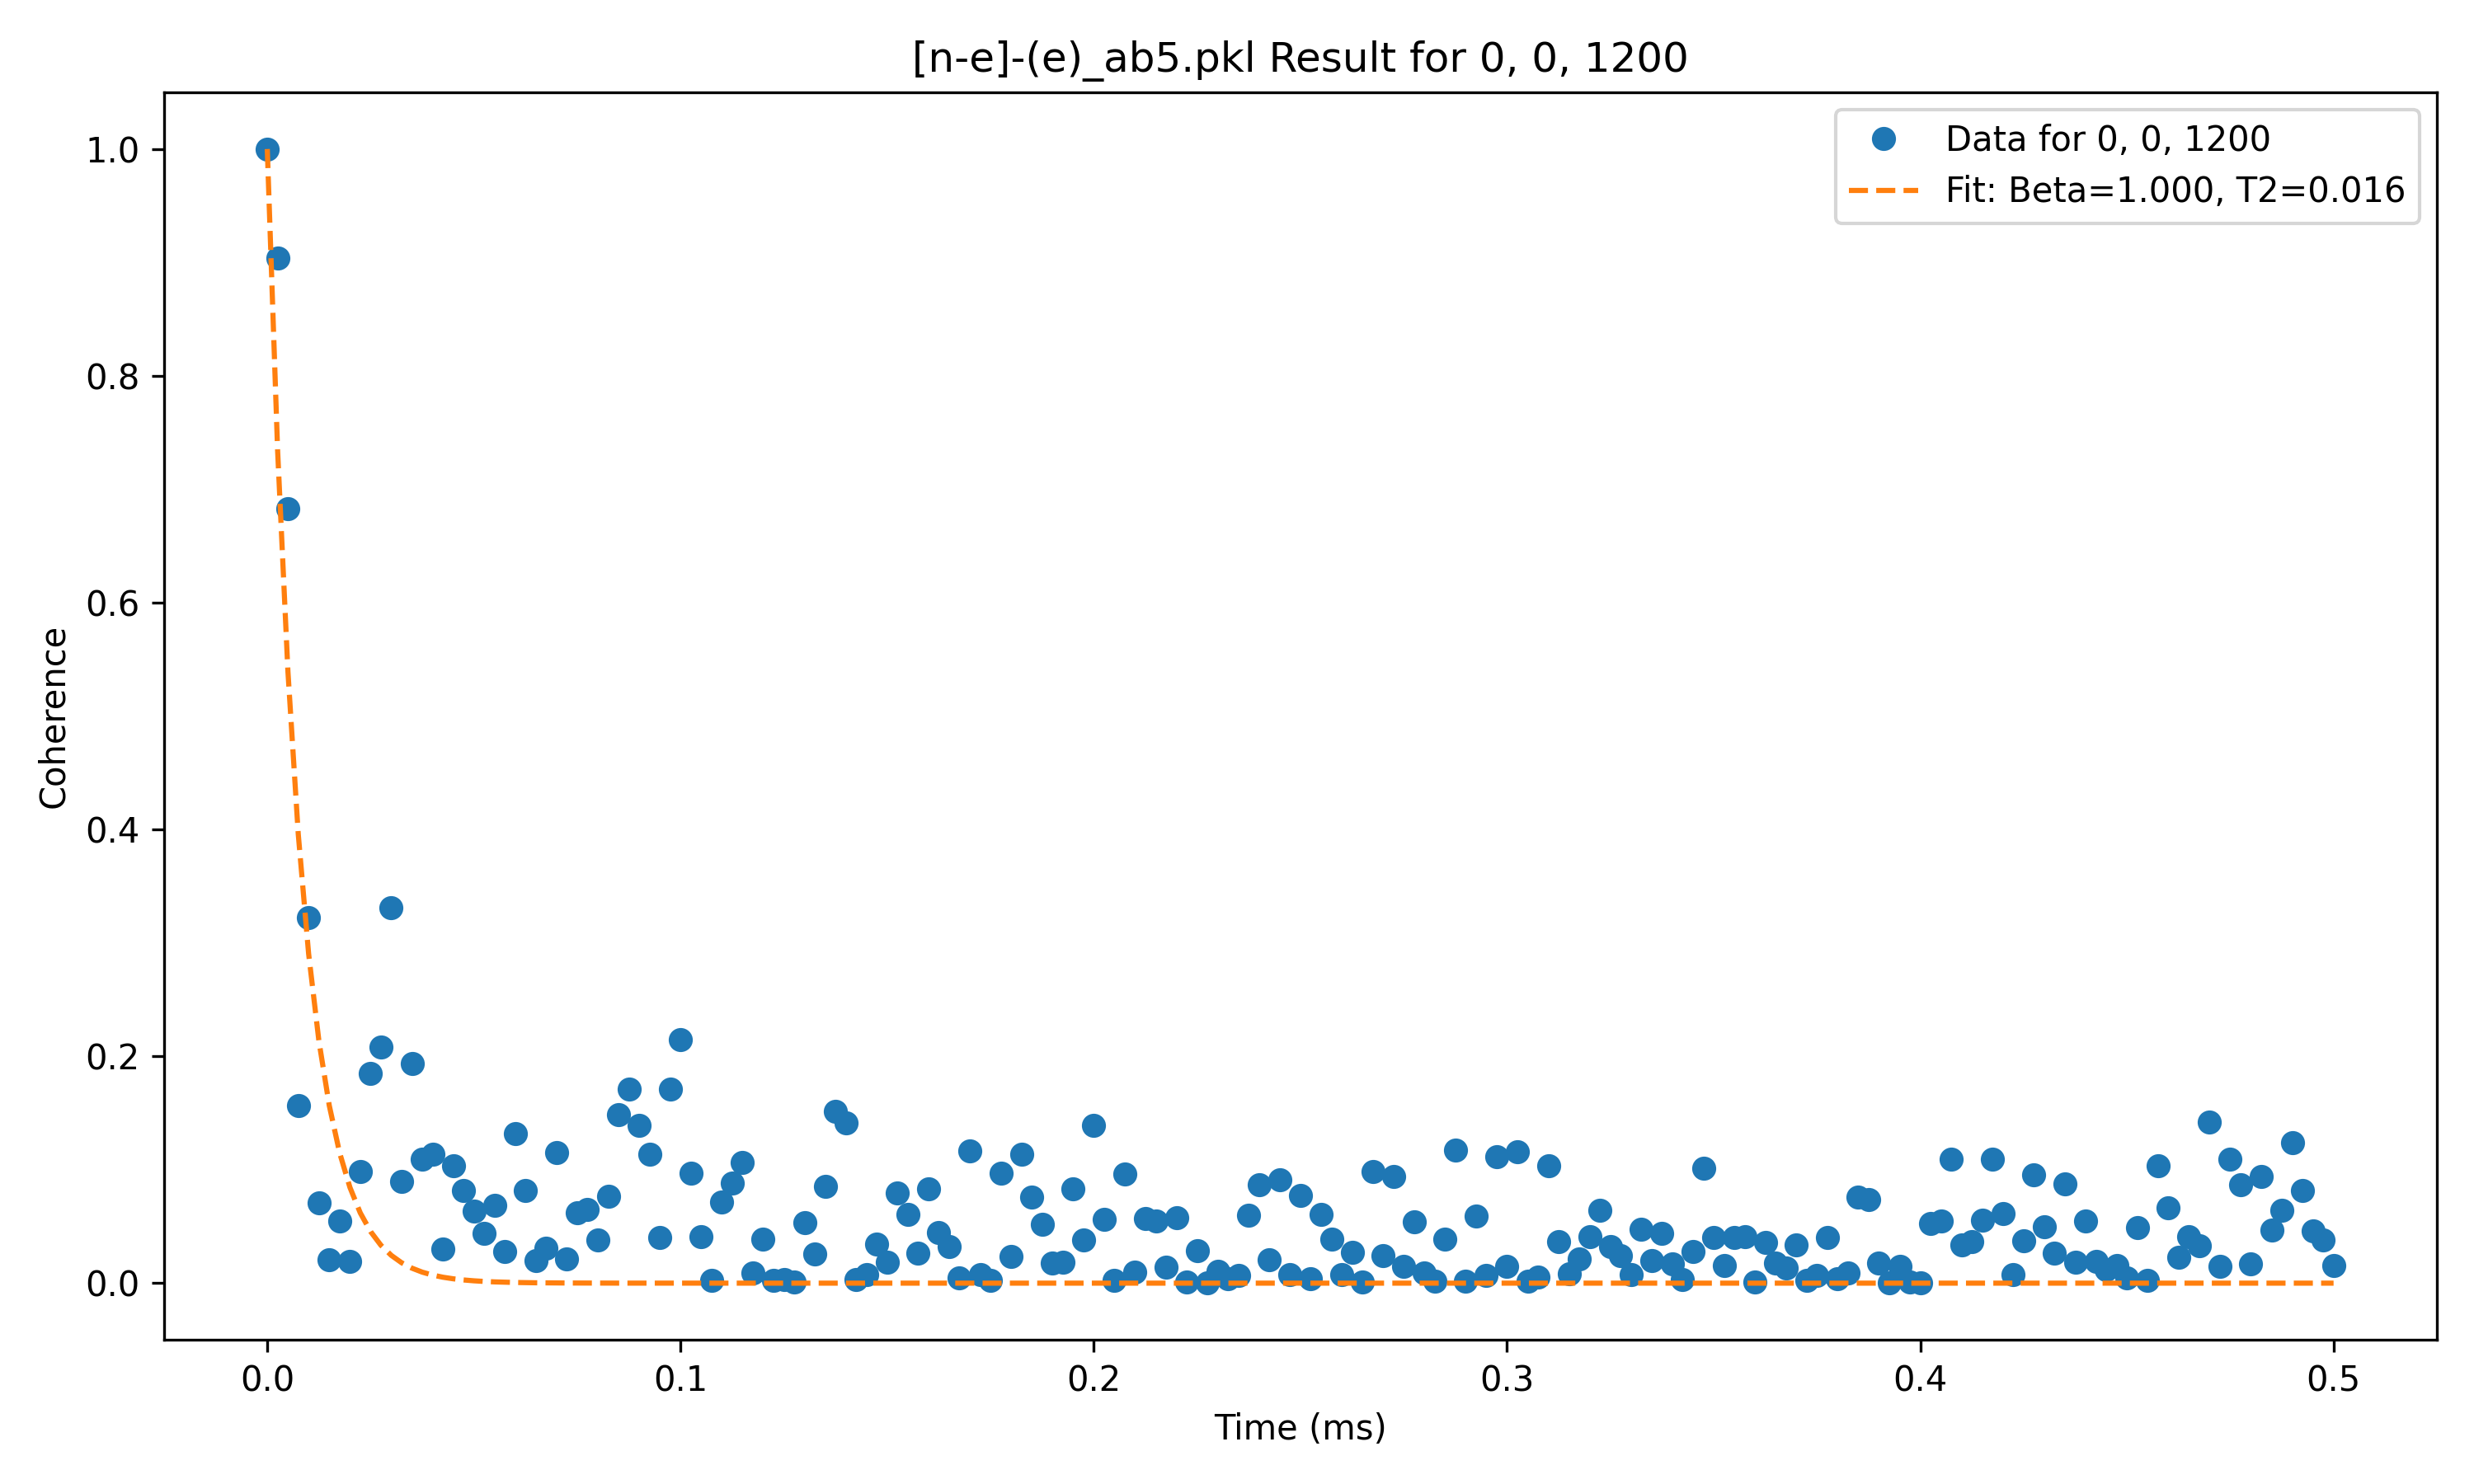 [n-e]-(e)_ab5.pkl Result for 0, 0, 1200
Data for 0, 0, 1200
Fit: Beta=1.000, T2=0.016
Coherence
1.0
0.8
0.6
0.4
0.2
0.0
0.0 0.1 0.2 0.3 0.4 0.5
Time (ms)